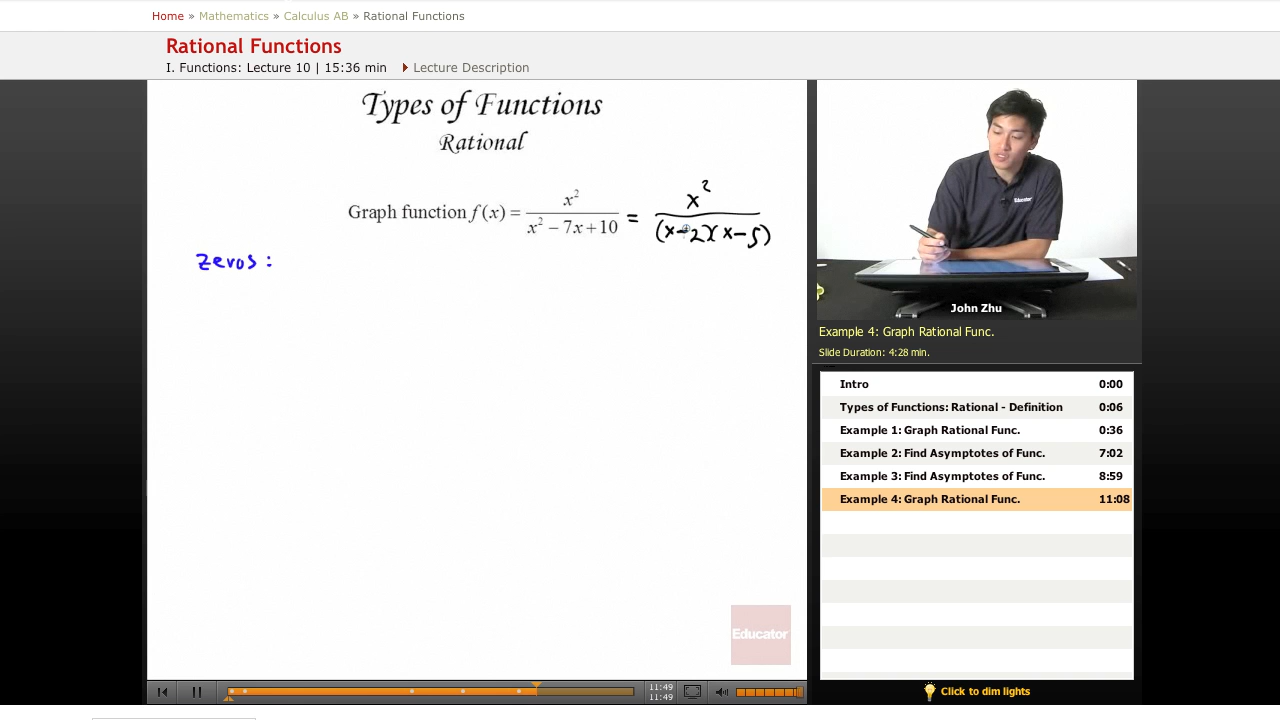 Home » Mathematics » Calculus AB » Rational Functions
Rational Functions
I. Functions: Lecture 10 | 15:36 min Lecture Description
Types of Functions
Rational
Graph function f(x) = x² / (x² − 7x + 10) = x² / (x-2)(x-5)
Zeros:
Educator
11:49
11:49
Educator
John Zhu
Example 4: Graph Rational Func.
Slide Duration: 4:28 min.
Intro 0:00
Types of Functions: Rational - Definition 0:06
Example 1: Graph Rational Func. 0:36
Example 2: Find Asymptotes of Func. 7:02
Example 3: Find Asymptotes of Func. 8:59
Example 4: Graph Rational Func. 11:08
Click to dim lights